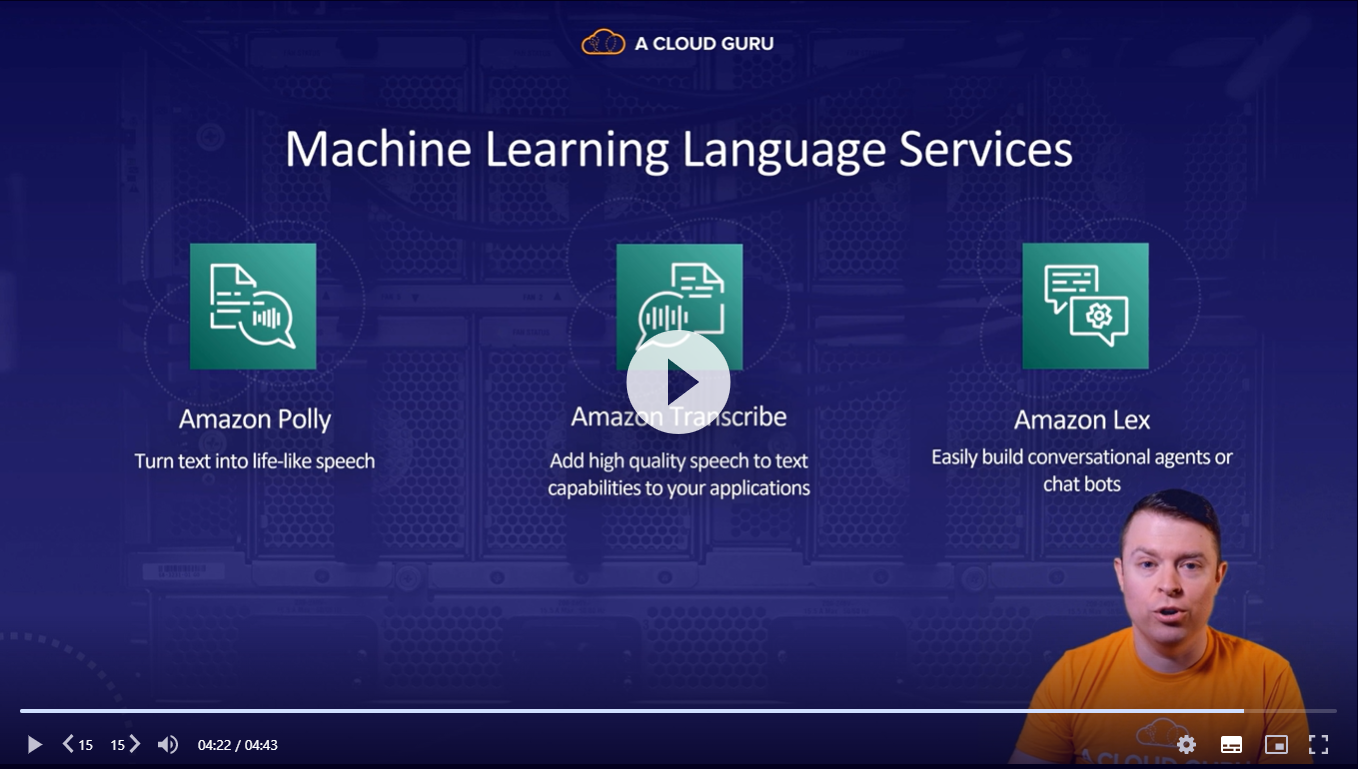 A CLOUD GURU
Machine Learning Language Services
Amazon Polly
Turn text into life-like speech
Amazon Transcribe
Add high quality speech to text
capabilities to your applications
Amazon Lex
Easily build conversational agents or
chat bots
A CLOUD GURU
15
15
04:22 / 04:43